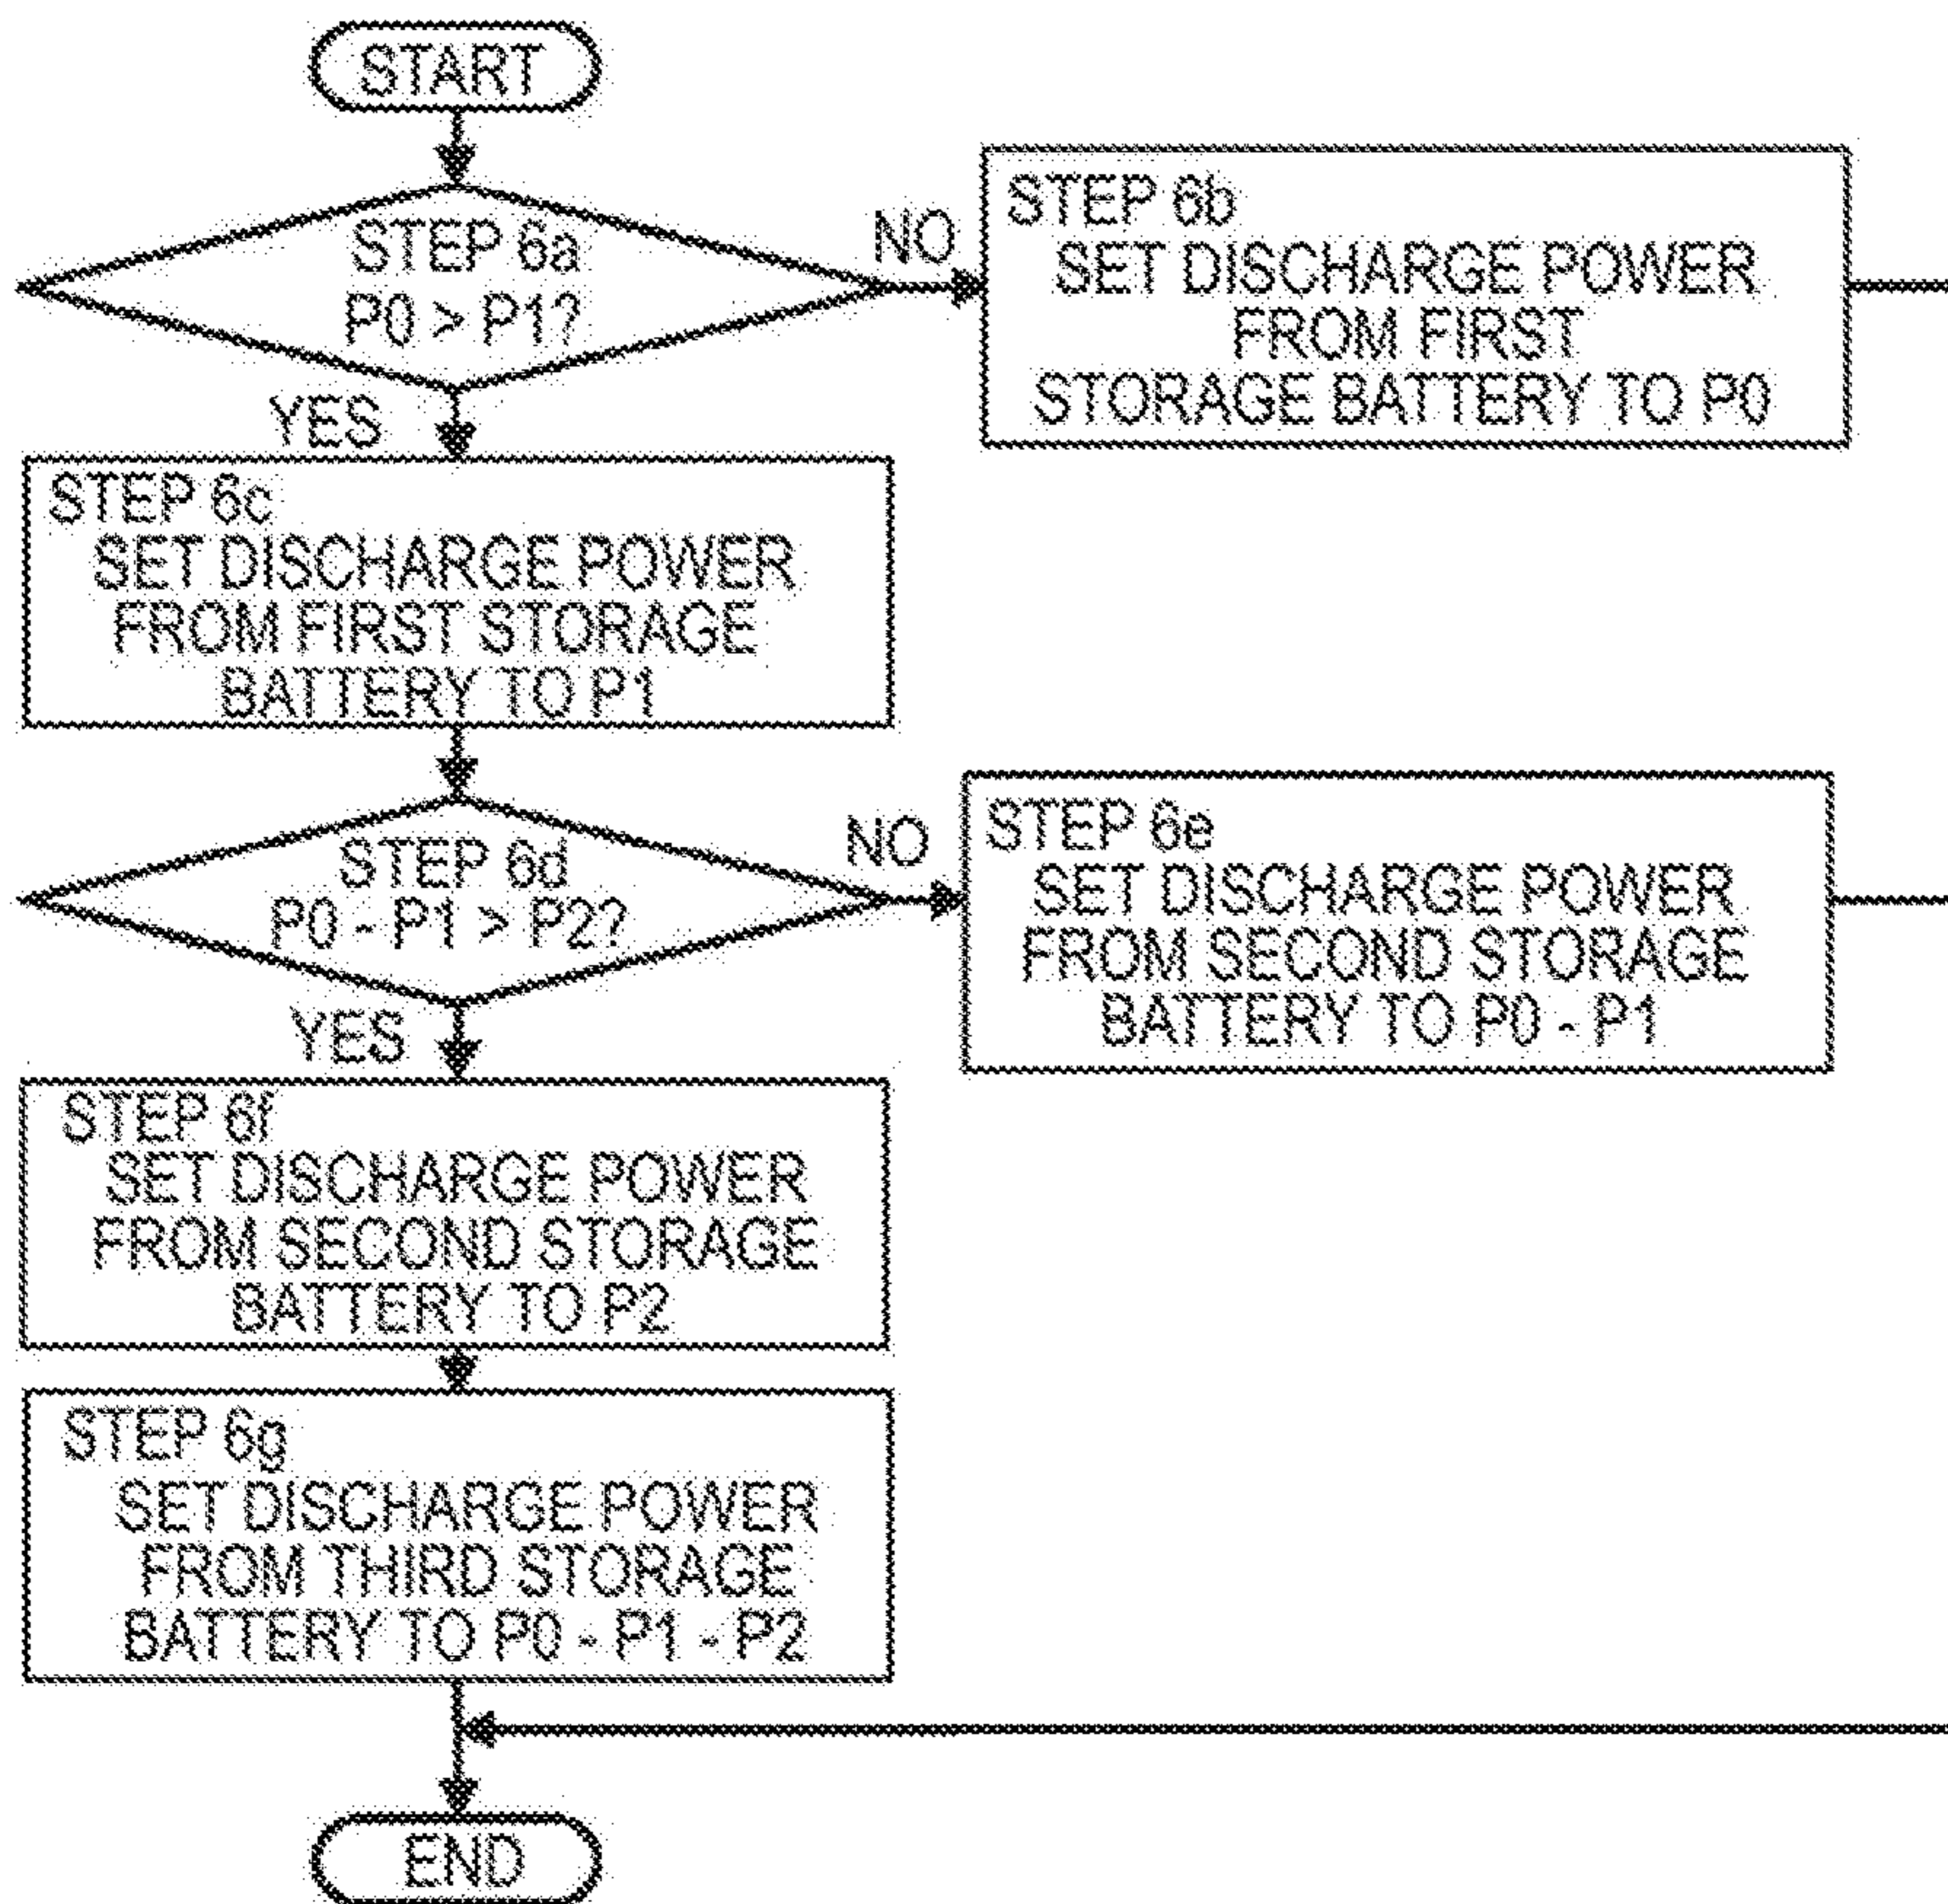 START
STEP 6a
P0 > P1?
NO
YES
STEP 6b
SET DISCHARGE POWER
FROM FIRST
STORAGE BATTERY TO P0
STEP 6c
SET DISCHARGE POWER
FROM FIRST STORAGE
BATTERY TO P1
STEP 6d
P0 - P1 > P2?
NO
YES
STEP 6e
SET DISCHARGE POWER
FROM SECOND STORAGE
BATTERY TO P0 - P1
STEP 6f
SET DISCHARGE POWER
FROM SECOND STORAGE
BATTERY TO P2
STEP 6g
SET DISCHARGE POWER
FROM THIRD STORAGE
BATTERY TO P0 - P1 - P2
END